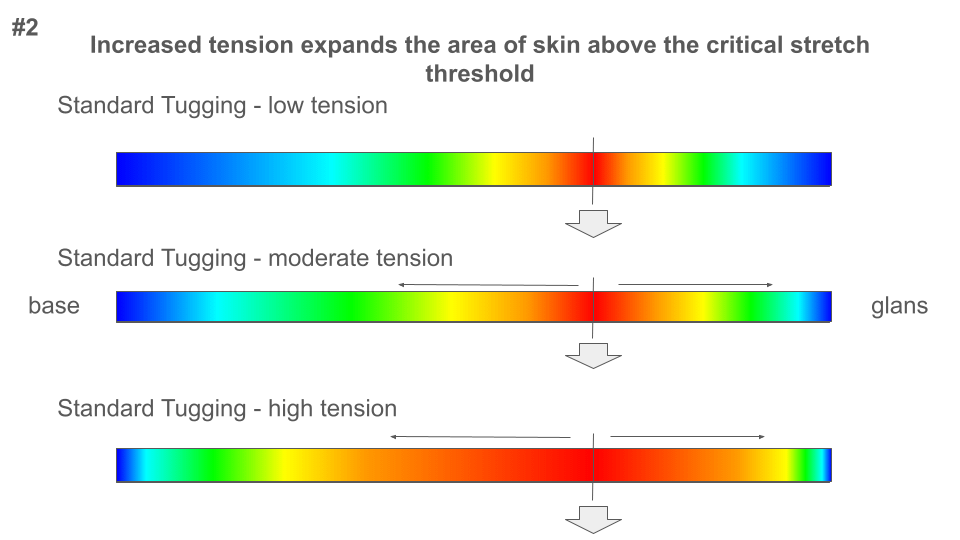 #2
Increased tension expands the area of skin above the critical stretch
threshold
Standard Tugging - low tension
Standard Tugging - moderate tension
base
glans
Standard Tugging - high tension